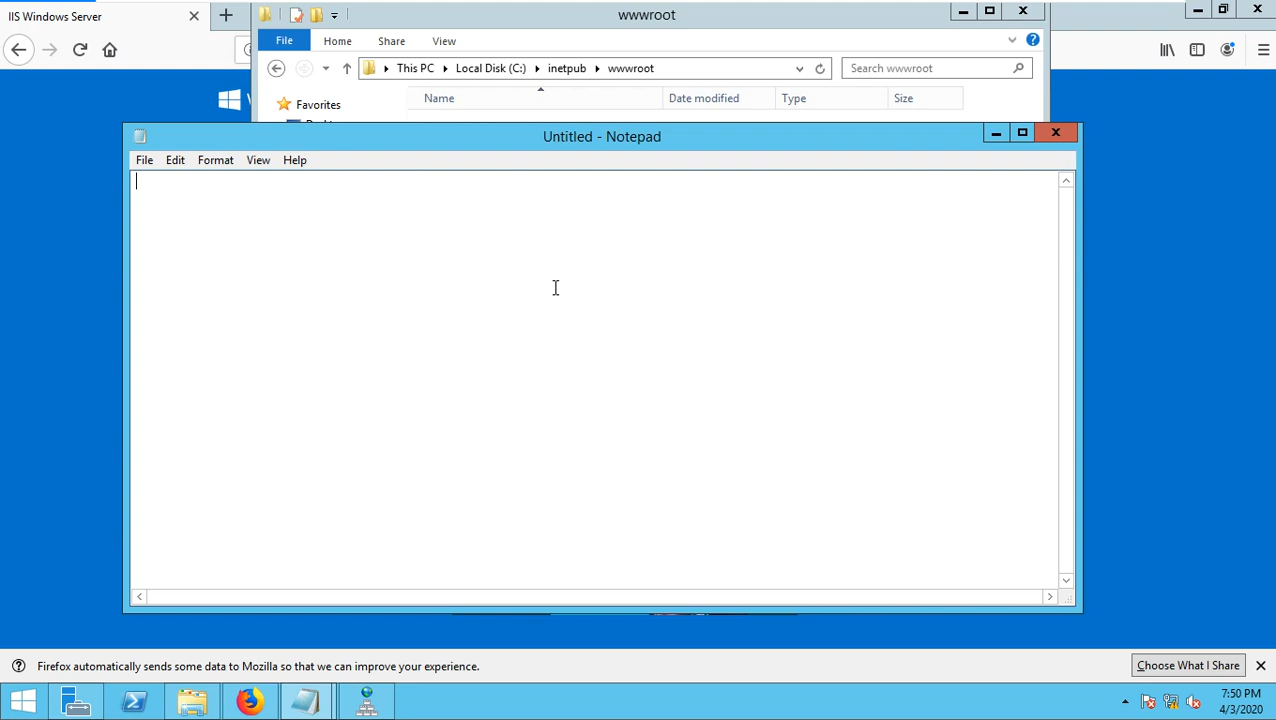 IIS Windows Server
wwwroot
File Home Share View
This PC Local Disk (C:) inetpub wwwroot
Search wwwroot
Name Date modified Type Size
Favorites
Untitled - Notepad
File Edit Format View Help
Firefox automatically sends some data to Mozilla so that we can improve your experience.
Choose What I Share
7:50 PM
4/3/2020